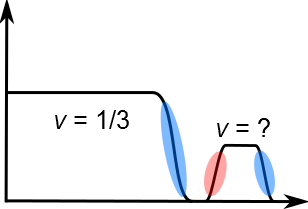 v = ?
v = 1/3